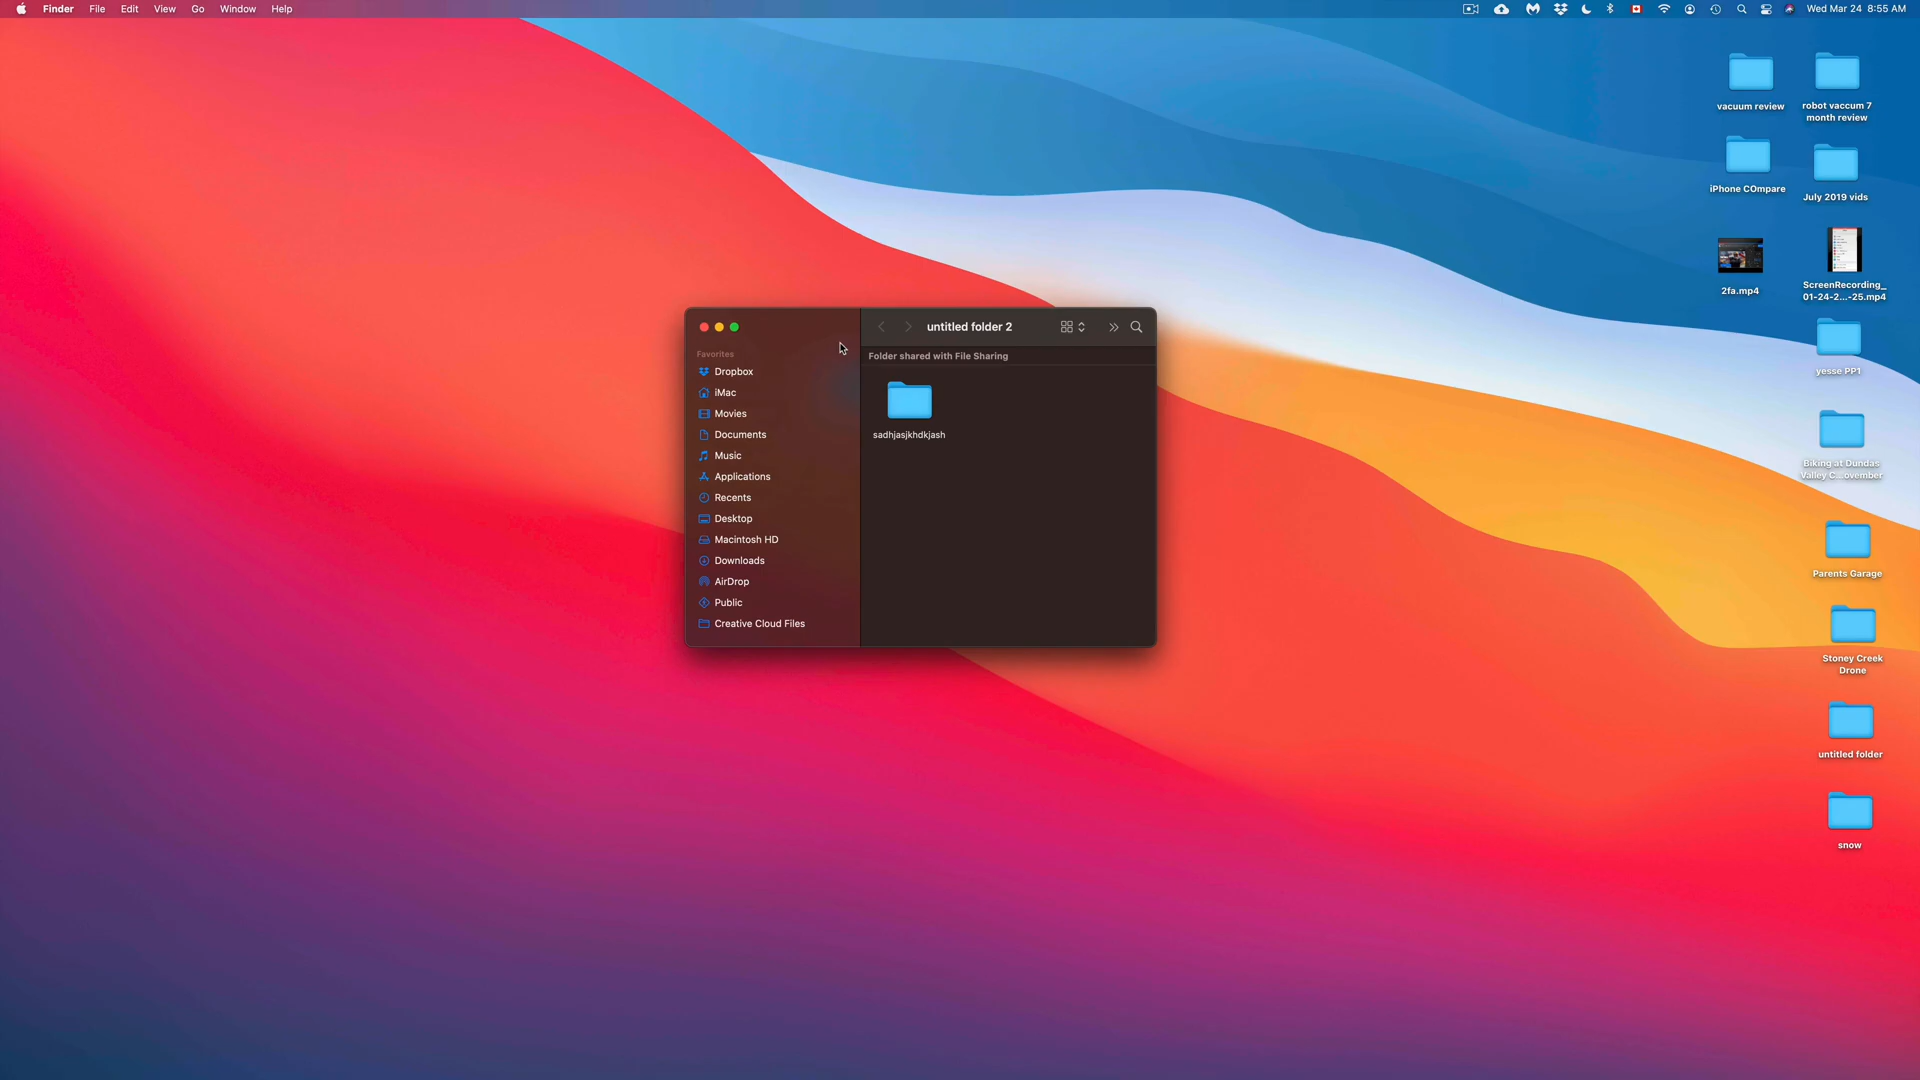 Finder File Edit View Go Window Help
Wed Mar 24 8:55 AM
vacuum review
robot vaccum 7
month review
iPhone COmpare
July 2019 vids
2fa.mp4
ScreenRecording_
01-24-2...-25.mp4
yesse PP1
Biking at Dundas
Valley C...ovember
Parents Garage
Stoney Creek
Drone
untitled folder
snow
untitled folder 2
Favorites
Dropbox
iMac
Movies
Documents
Music
Applications
Recents
Desktop
Macintosh HD
Downloads
AirDrop
Public
Creative Cloud Files
Folder shared with File Sharing
sadhjasjkhdkjash